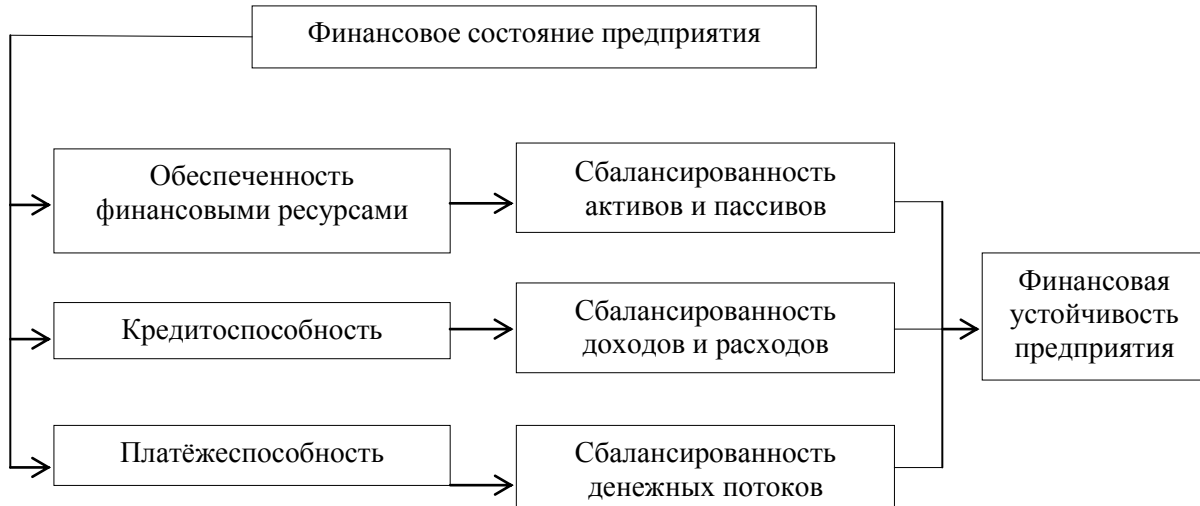 Финансовое состояние предприятия
Обеспеченность
финансовыми ресурсами
Сбалансированность
активов и пассивов
Кредитоспособность
Сбалансированность
доходов и расходов
Платёжеспособность
Сбалансированность
денежных потоков
Финансовая
устойчивость
предприятия